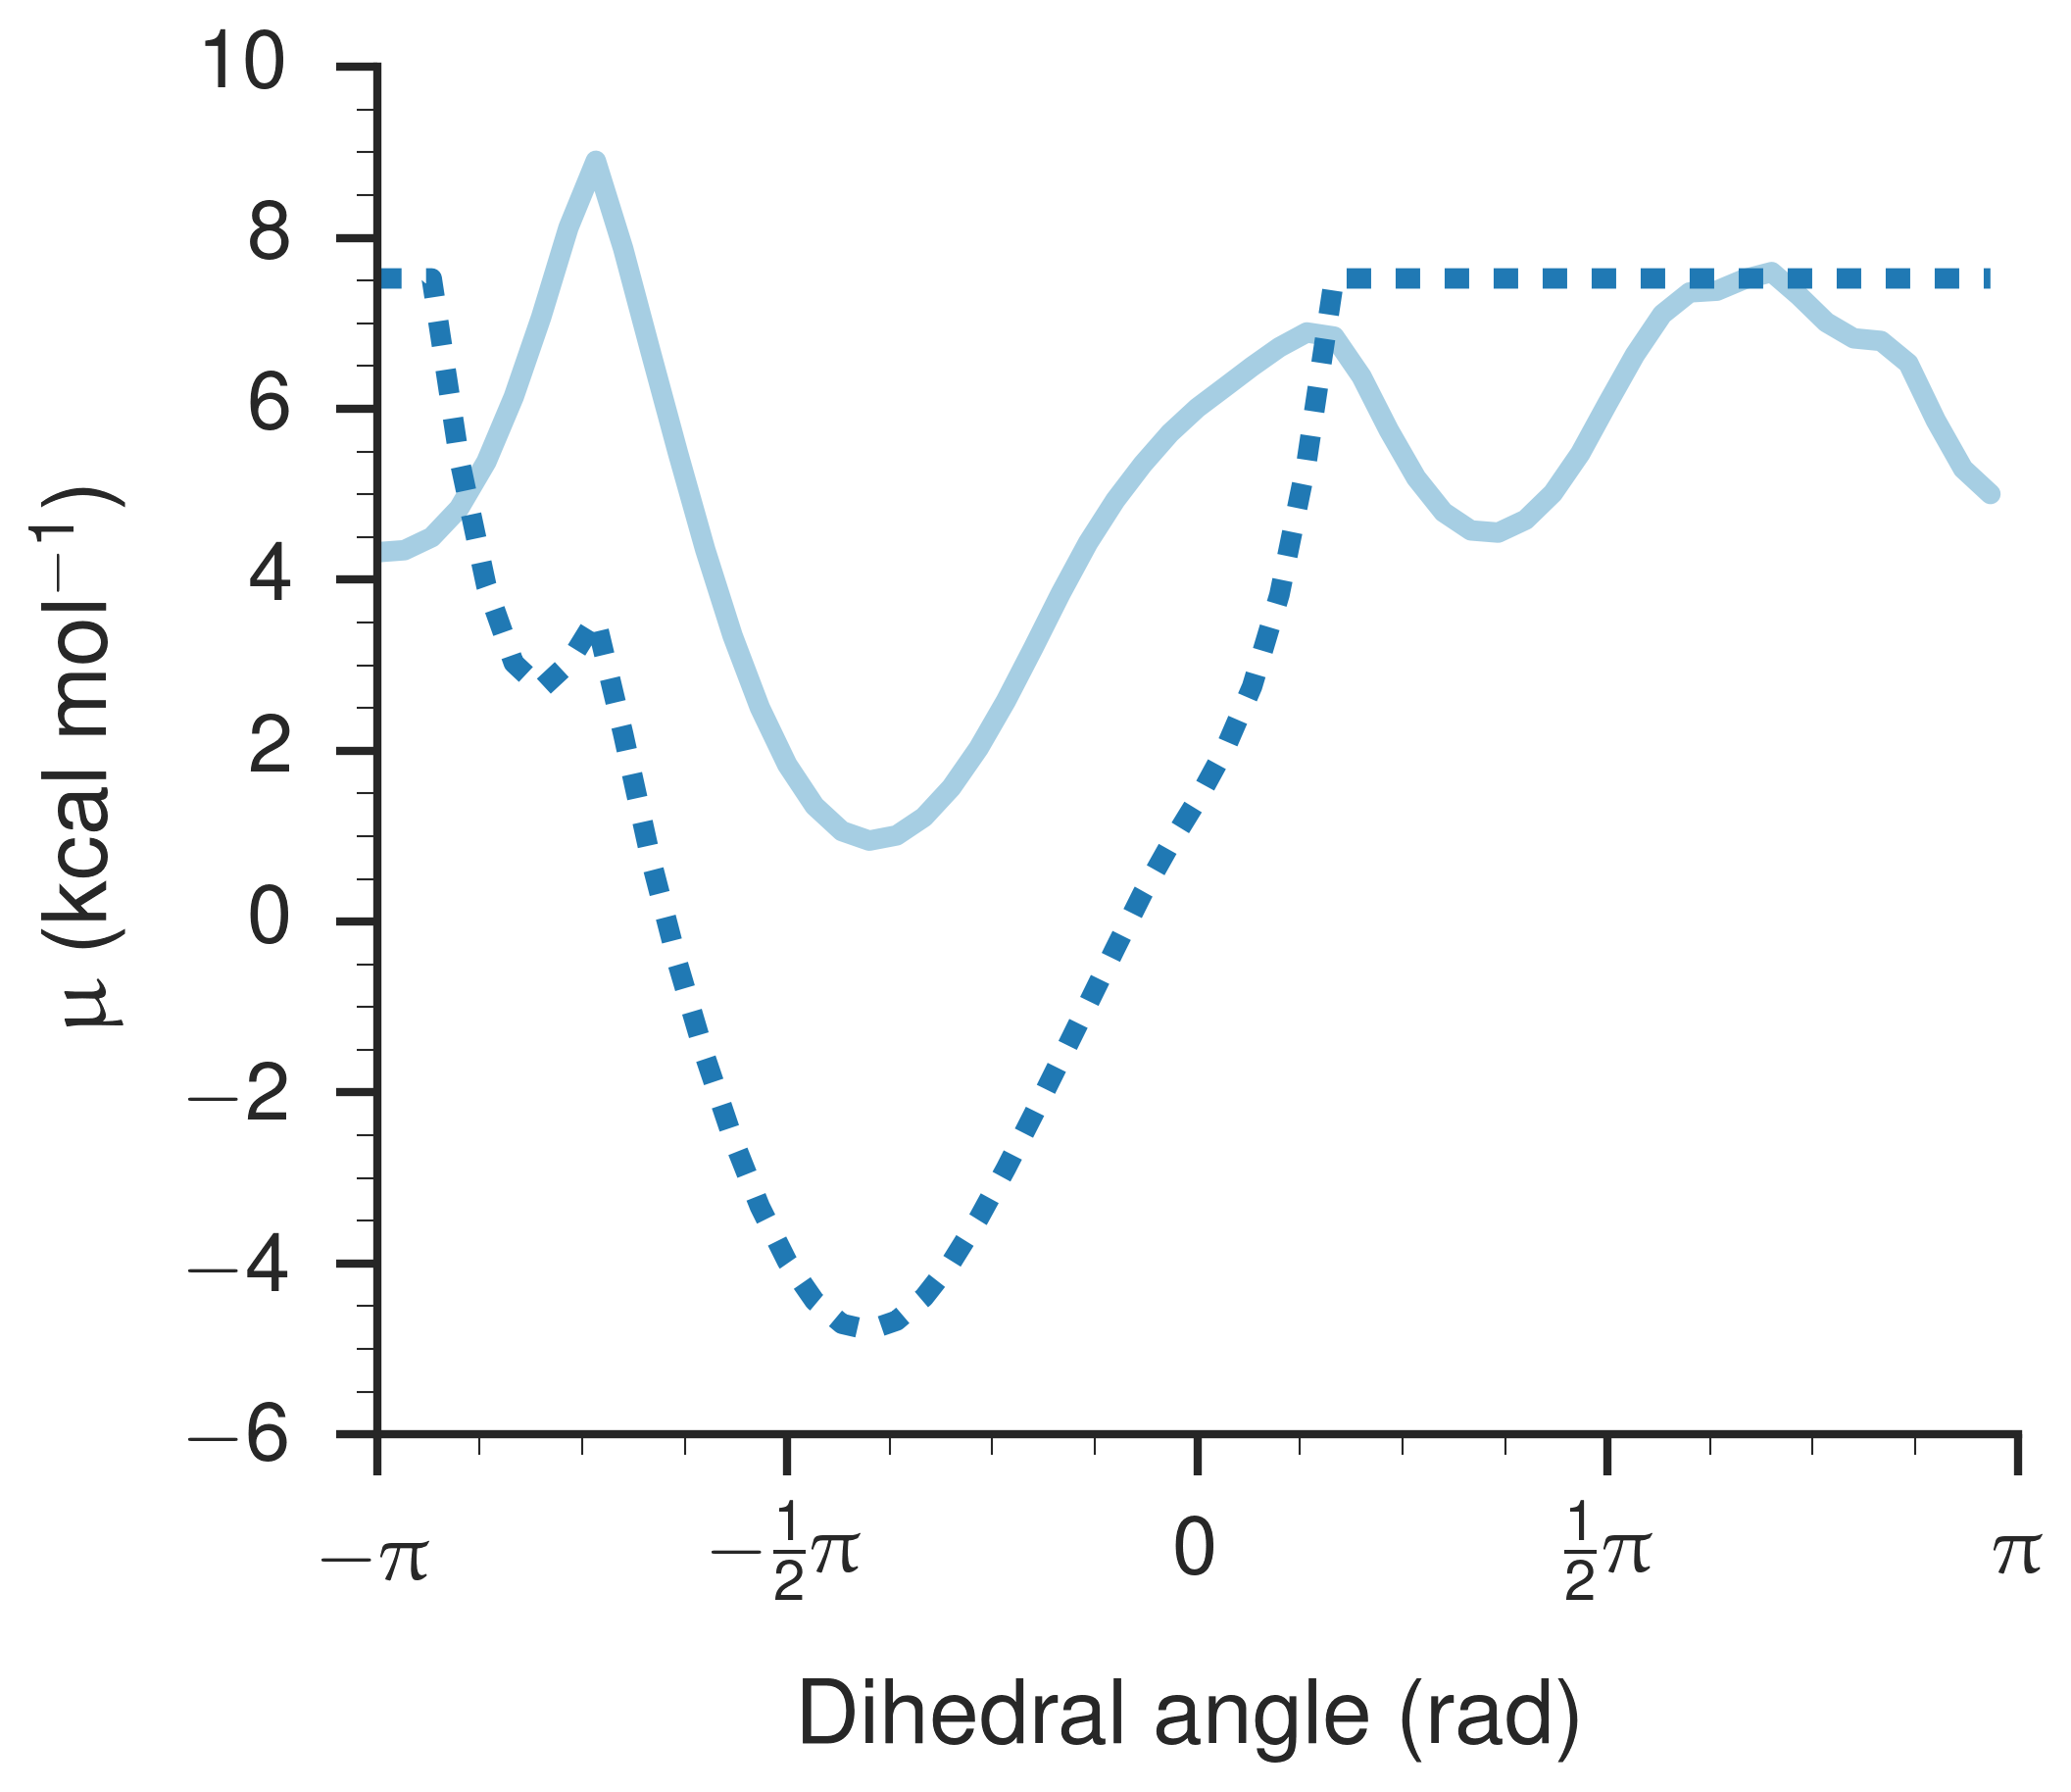 10
8
6
4
2
0
−2
−4
−6
μ (kcal mol⁻¹)
−π
−½π
0
½π
π
Dihedral angle (rad)